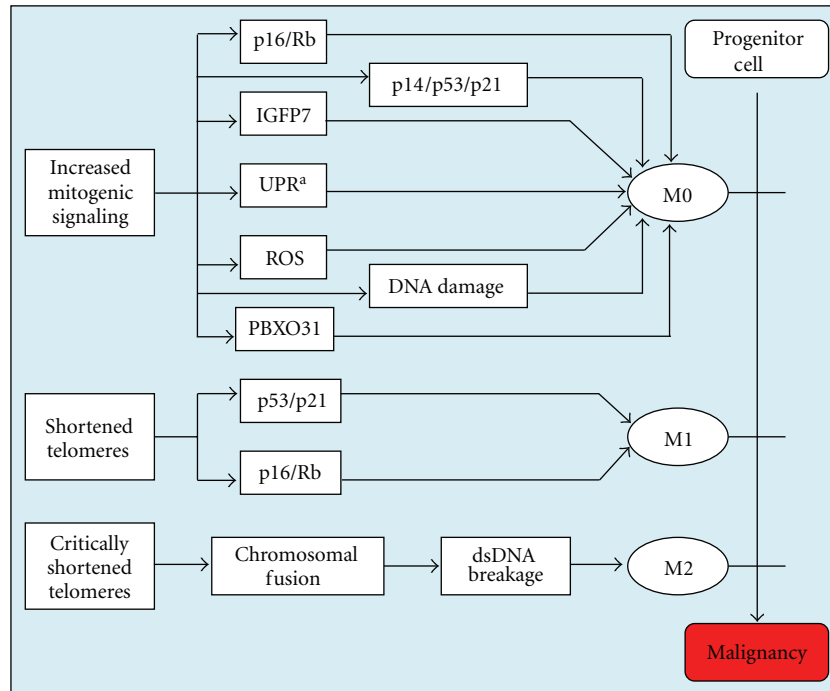 p16/Rb
Progenitor
cell
p14/p53/p21
IGFP7
Increased
mitogenic
signaling
UPRᵃ
M0
ROS
DNA damage
PBXO31
Shortened
telomeres
p53/p21
p16/Rb
M1
Critically
shortened
telomeres
Chromosomal
fusion
dsDNA
breakage
M2
Malignancy